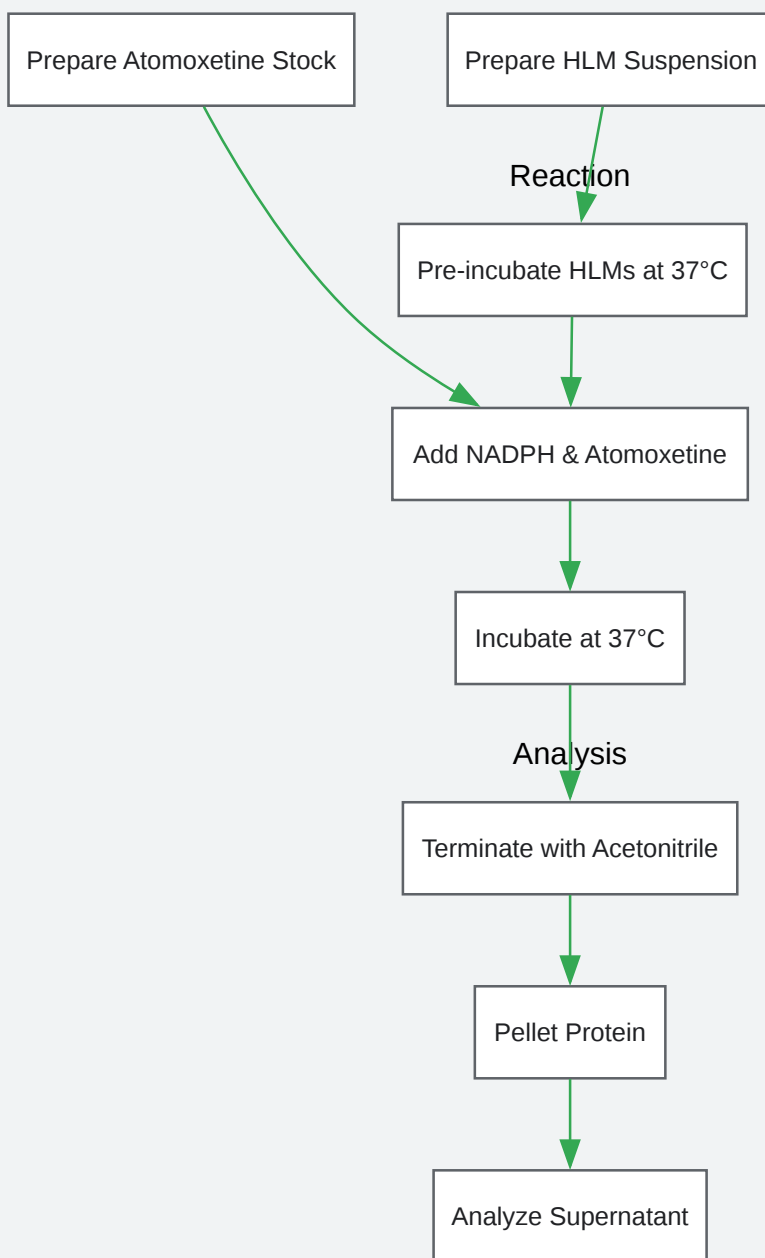 Prepare Atomoxetine Stock
Prepare HLM Suspension
Reaction
Pre-incubate HLMs at 37°C
Add NADPH & Atomoxetine
Incubate at 37°C
Analysis
Terminate with Acetonitrile
Pellet Protein
Analyze Supernatant